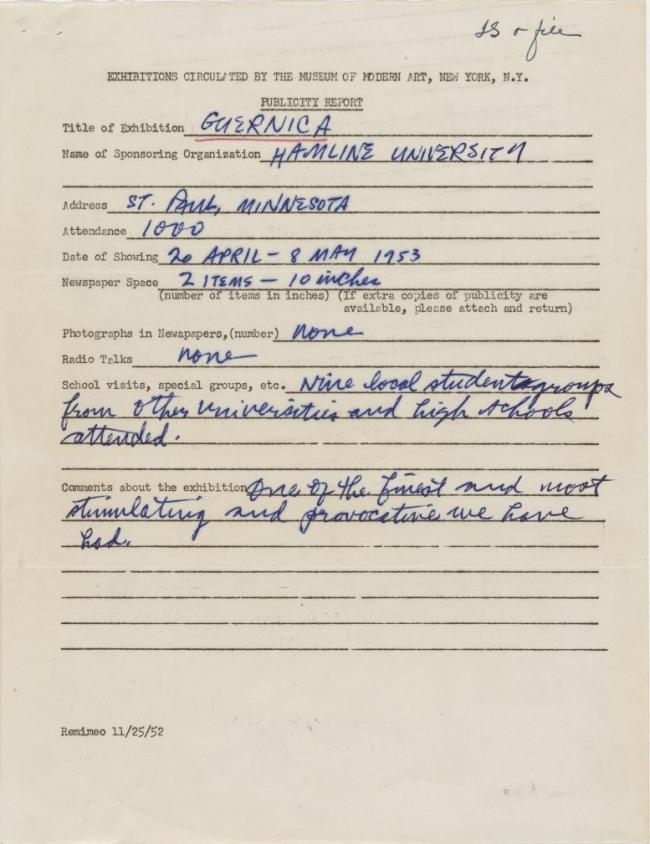 & file
EXHIBITIONS CIRCULATED BY THE MUSEUM OF MODERN ART, NEW YORK, N.Y.
PUBLICITY REPORT
Title of Exhibition GUERNICA
Name of Sponsoring Organization HAMLINE UNIVERSITY
Address ST. PAUL, MINNESOTA
Attendance 1000
Date of Showing 20 APRIL - 8 MAY 1953
Newspaper Space 2 ITEMS - 10 inches
(number of items in inches) (If extra copies of publicity are
available, please attach and return)
Photographs in Newspapers,(number) none
Radio Talks none
School visits, special groups, etc. Nine local student groups
from other universities and high schools
attended.
Comments about the exhibition One of the finest and most
stimulating and provocative we have
had.
Remimeo 11/25/52